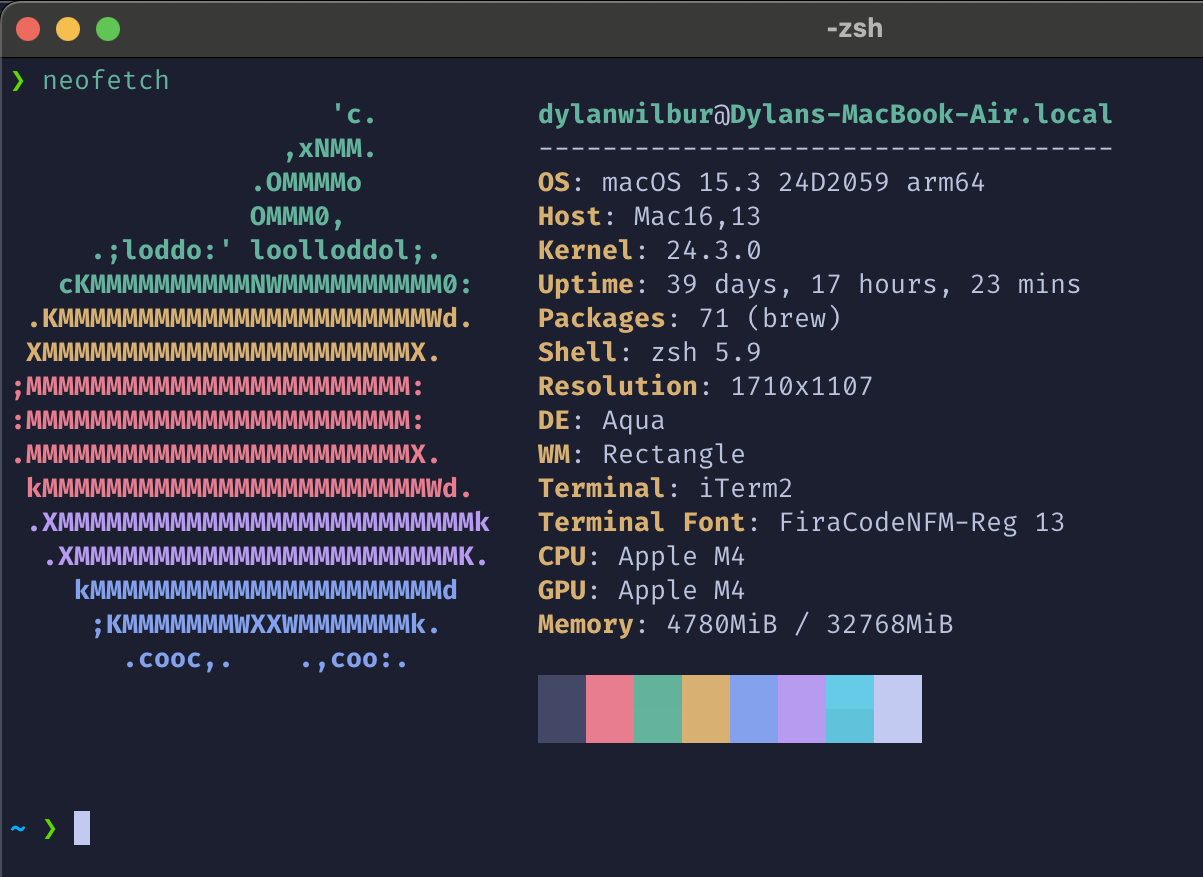 -zsh
❯ neofetch
'c.
,xNMM.
.OMMMMo
OMMM0,
.;loddo:' loolloddol;.
cKMMMMMMMMMMNWMMMMMMMMMM0:
.KMMMMMMMMMMMMMMMMMMMMMMMWd.
XMMMMMMMMMMMMMMMMMMMMMMMX.
;MMMMMMMMMMMMMMMMMMMMMMMM:
:MMMMMMMMMMMMMMMMMMMMMMMM:
.MMMMMMMMMMMMMMMMMMMMMMMMX.
kMMMMMMMMMMMMMMMMMMMMMMMMWd.
.XMMMMMMMMMMMMMMMMMMMMMMMMMMk
.XMMMMMMMMMMMMMMMMMMMMMMMMK.
kMMMMMMMMMMMMMMMMMMMMMMd
;KMMMMMMMWXXWMMMMMMMk.
.cooc,.    .,coo:.
dylanwilbur@Dylans-MacBook-Air.local
------------------------------------
OS: macOS 15.3 24D2059 arm64
Host: Mac16,13
Kernel: 24.3.0
Uptime: 39 days, 17 hours, 23 mins
Packages: 71 (brew)
Shell: zsh 5.9
Resolution: 1710x1107
DE: Aqua
WM: Rectangle
Terminal: iTerm2
Terminal Font: FiraCodeNFM-Reg 13
CPU: Apple M4
GPU: Apple M4
Memory: 4780MiB / 32768MiB
~ ❯